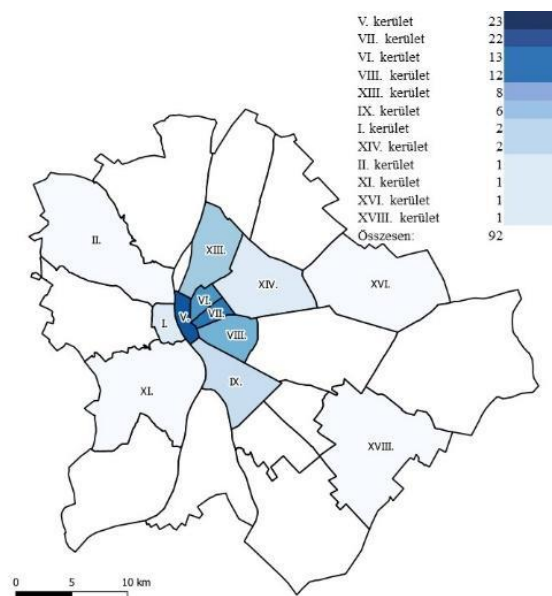 V. kerület 23
VII. kerület 22
VI. kerület 13
VIII. kerület 12
XIII. kerület 8
IX. kerület 6
I. kerület 2
XIV. kerület 2
II. kerület 1
XI. kerület 1
XVI. kerület 1
XVIII. kerület 1
Összesen: 92
II.
XIII.
XIV.
XVI.
VI.
I.
V.
VII.
VIII.
IX.
XI.
XVIII.
0 5 10 km